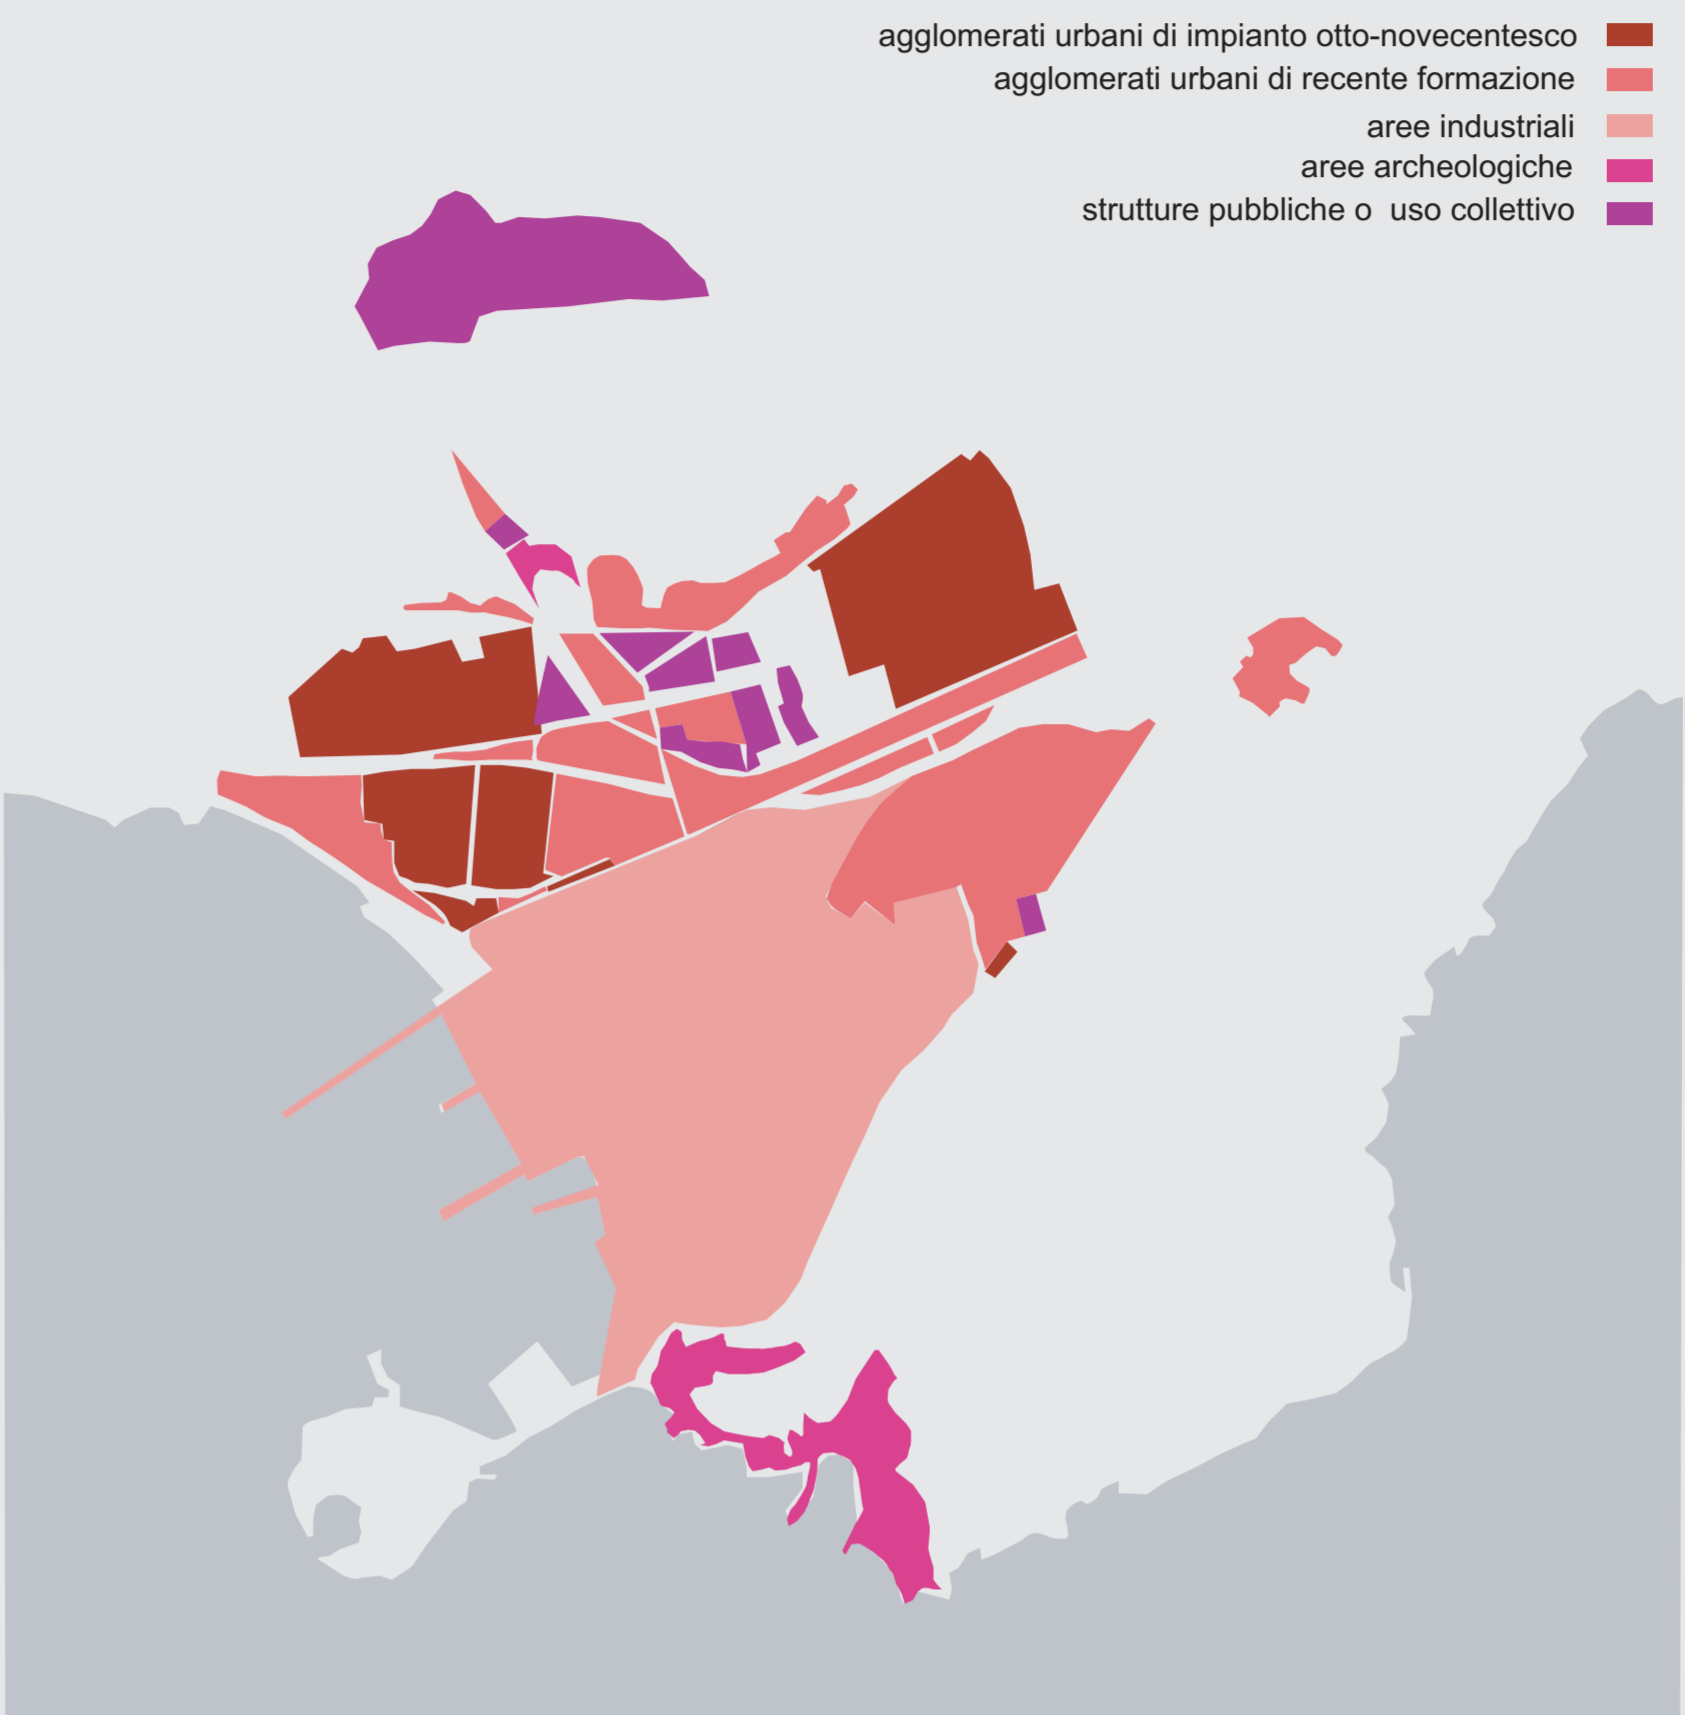 agglomerati urbani di impianto otto-novecentesco
agglomerati urbani di recente formazione
aree industriali
aree archeologiche
strutture pubbliche o  uso collettivo